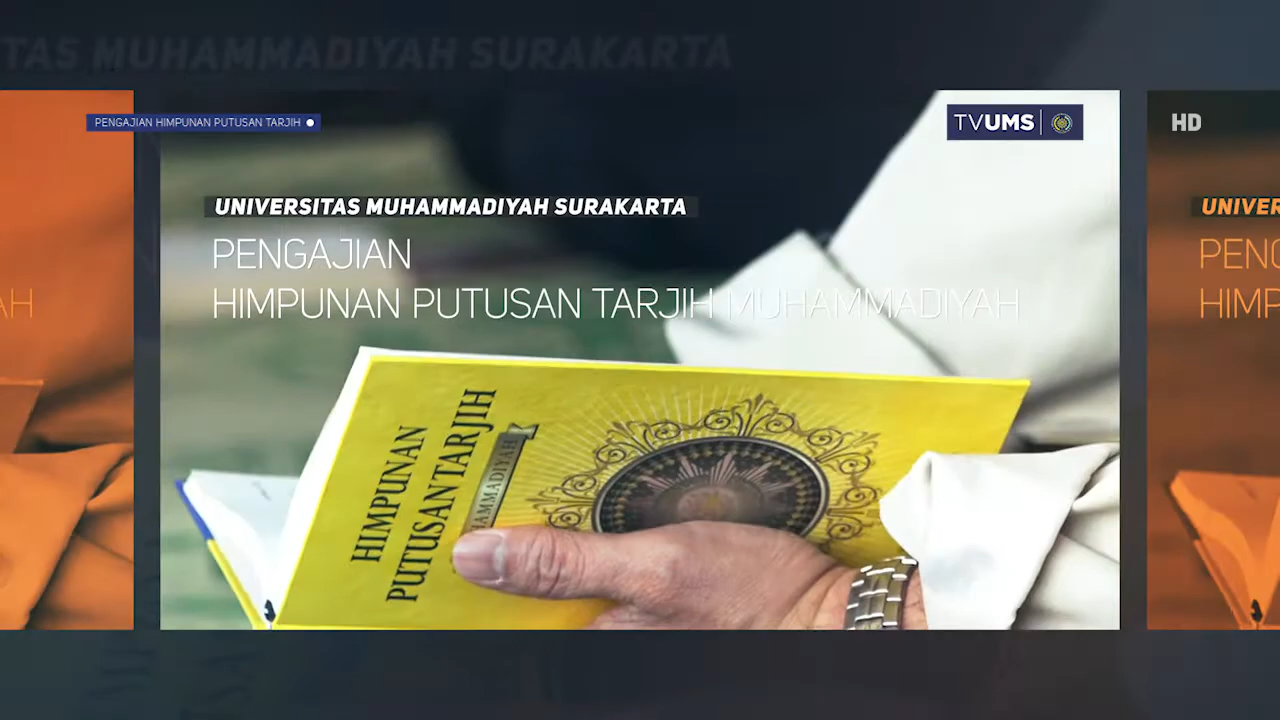 TAS MUHAMMADIYAH SURAKARTA
PENGAJIAN HIMPUNAN PUTUSAN TARJIH
TVUMS
HD
UNIVERSITAS MUHAMMADIYAH SURAKARTA
PENGAJIAN
HIMPUNAN PUTUSAN TARJIH MUHAMMADIYAH
HIMPUNAN
PUTUSAN TARJIH
HAMMADIYAH
AH
UNIVER
PENG
HIMP